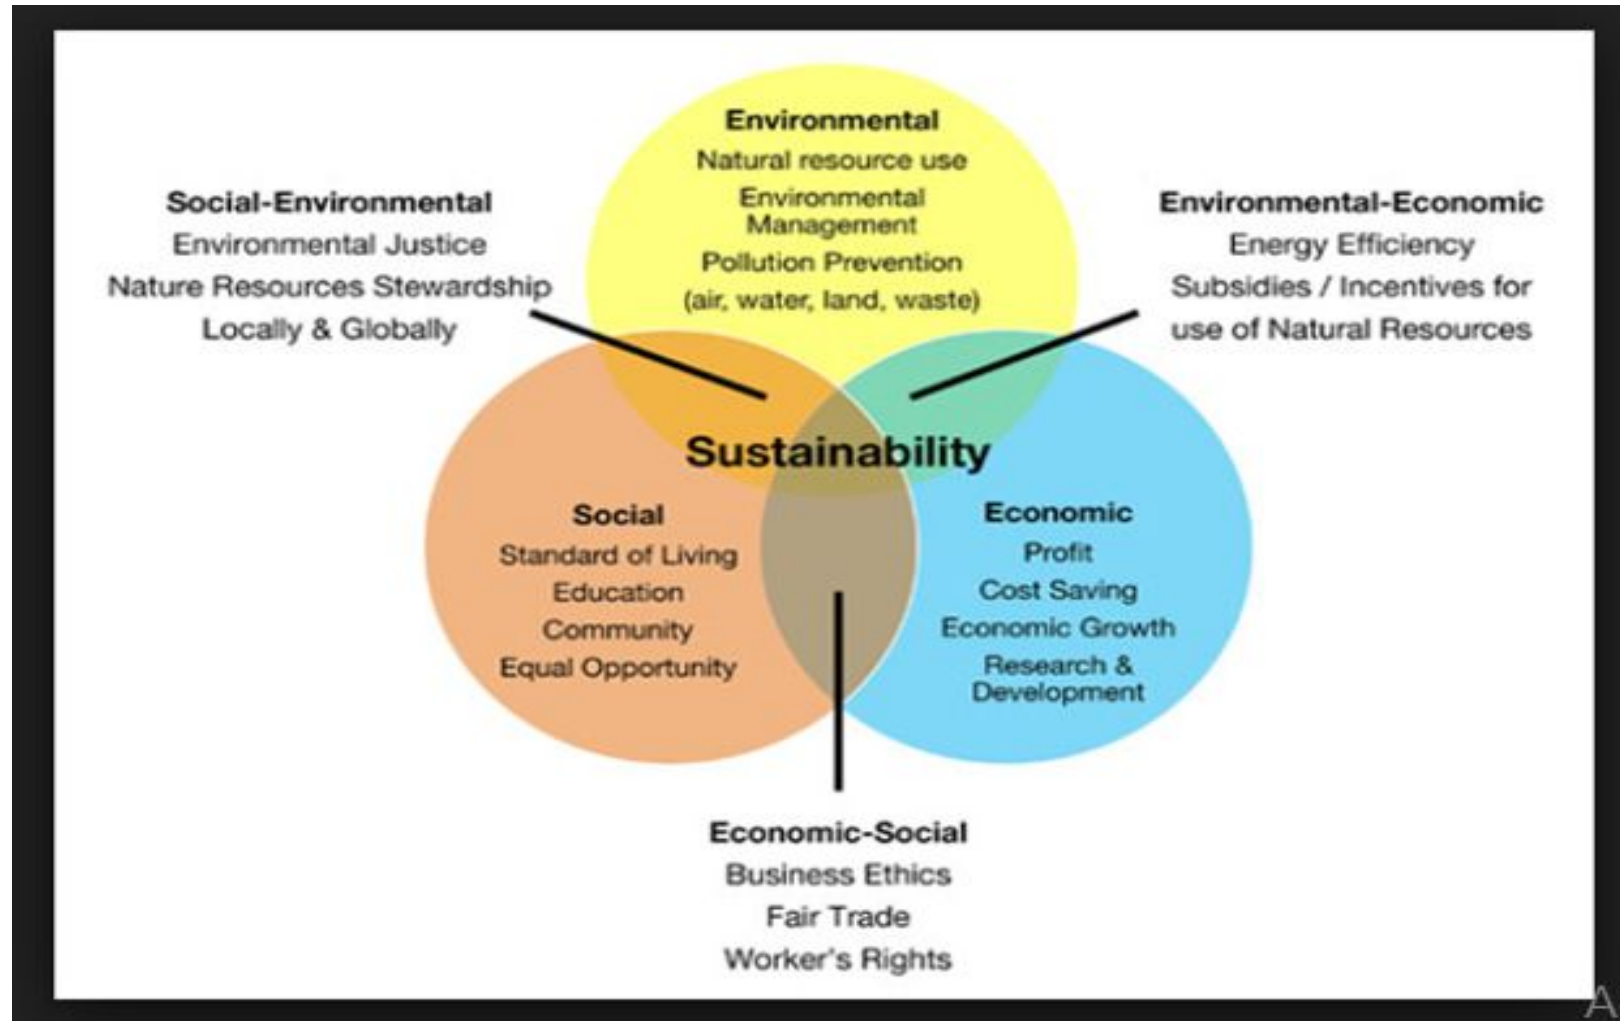 Environmental
Natural resource use
Environmental
Management
Pollution Prevention
(air, water, land, waste)
Social-Environmental
Environmental Justice
Nature Resources Stewardship
Locally & Globally
Environmental-Economic
Energy Efficiency
Subsidies / Incentives for
use of Natural Resources
Sustainability
Social
Standard of Living
Education
Community
Equal Opportunity
Economic
Profit
Cost Saving
Economic Growth
Research &
Development
Economic-Social
Business Ethics
Fair Trade
Worker's Rights
A